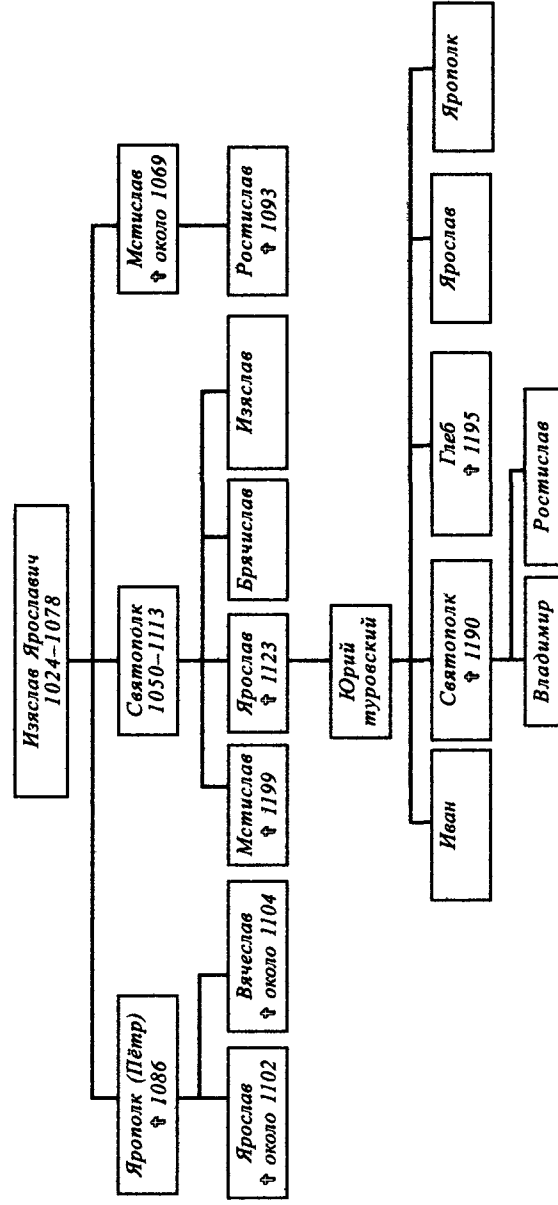 Изяслав Ярославич
1024–1078
Ярополк (Пётр)
✞ 1086
Святополк
1050–1113
Мстислав
✞ около 1069
Ярослав
✞ около 1102
Вячеслав
✞ около 1104
Мстислав
✞ 1199
Ярослав
✞ 1123
Брячислав
Изяслав
Ростислав
✞ 1093
Юрий
туровский
Иван
Святополк
✞ 1190
Глеб
✞ 1195
Ярослав
Ярополк
Владимир
Ростислав